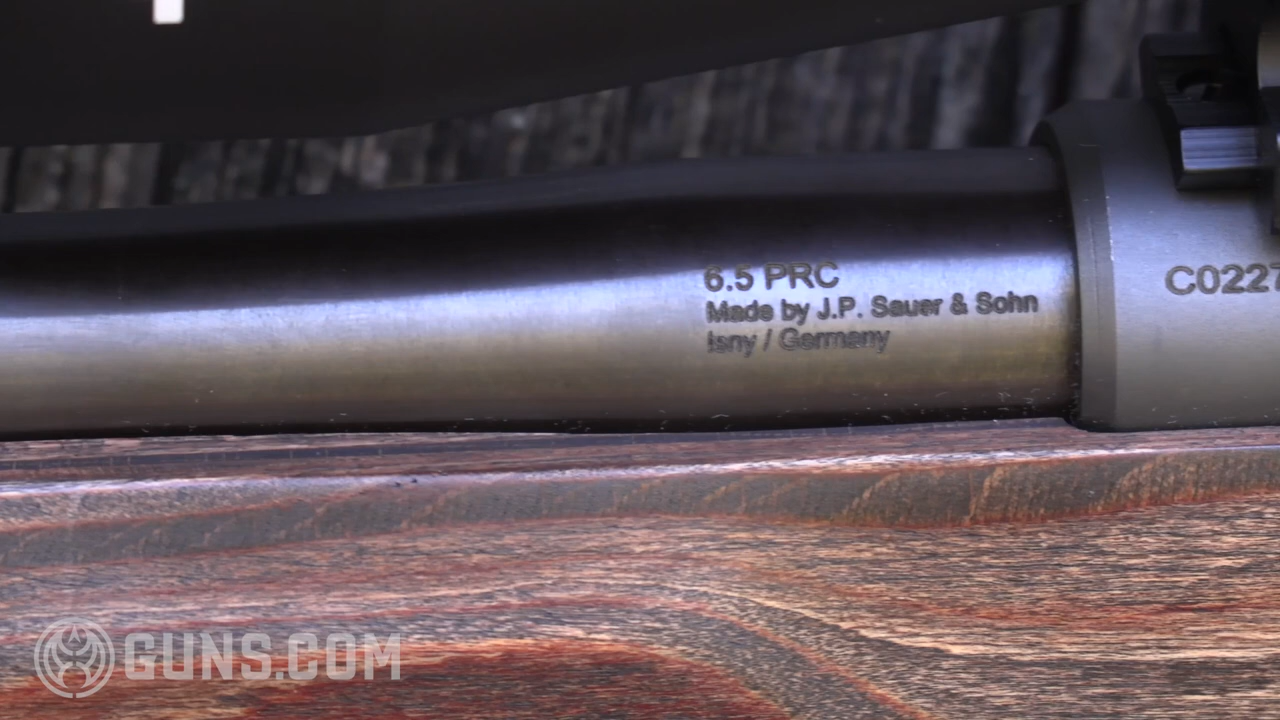 6.5 PRC
Made by J.P. Sauer & Sohn
Isny / Germany
C0227
GUNS.COM